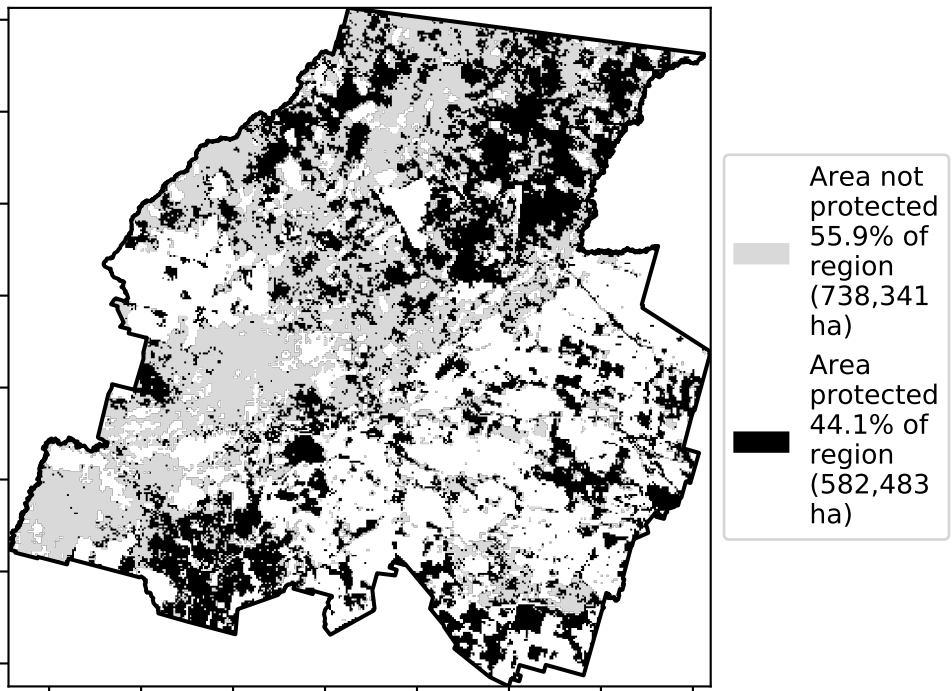 Area not
protected
55.9% of
region
(738,341
ha)
Area
protected
44.1% of
region
(582,483
ha)